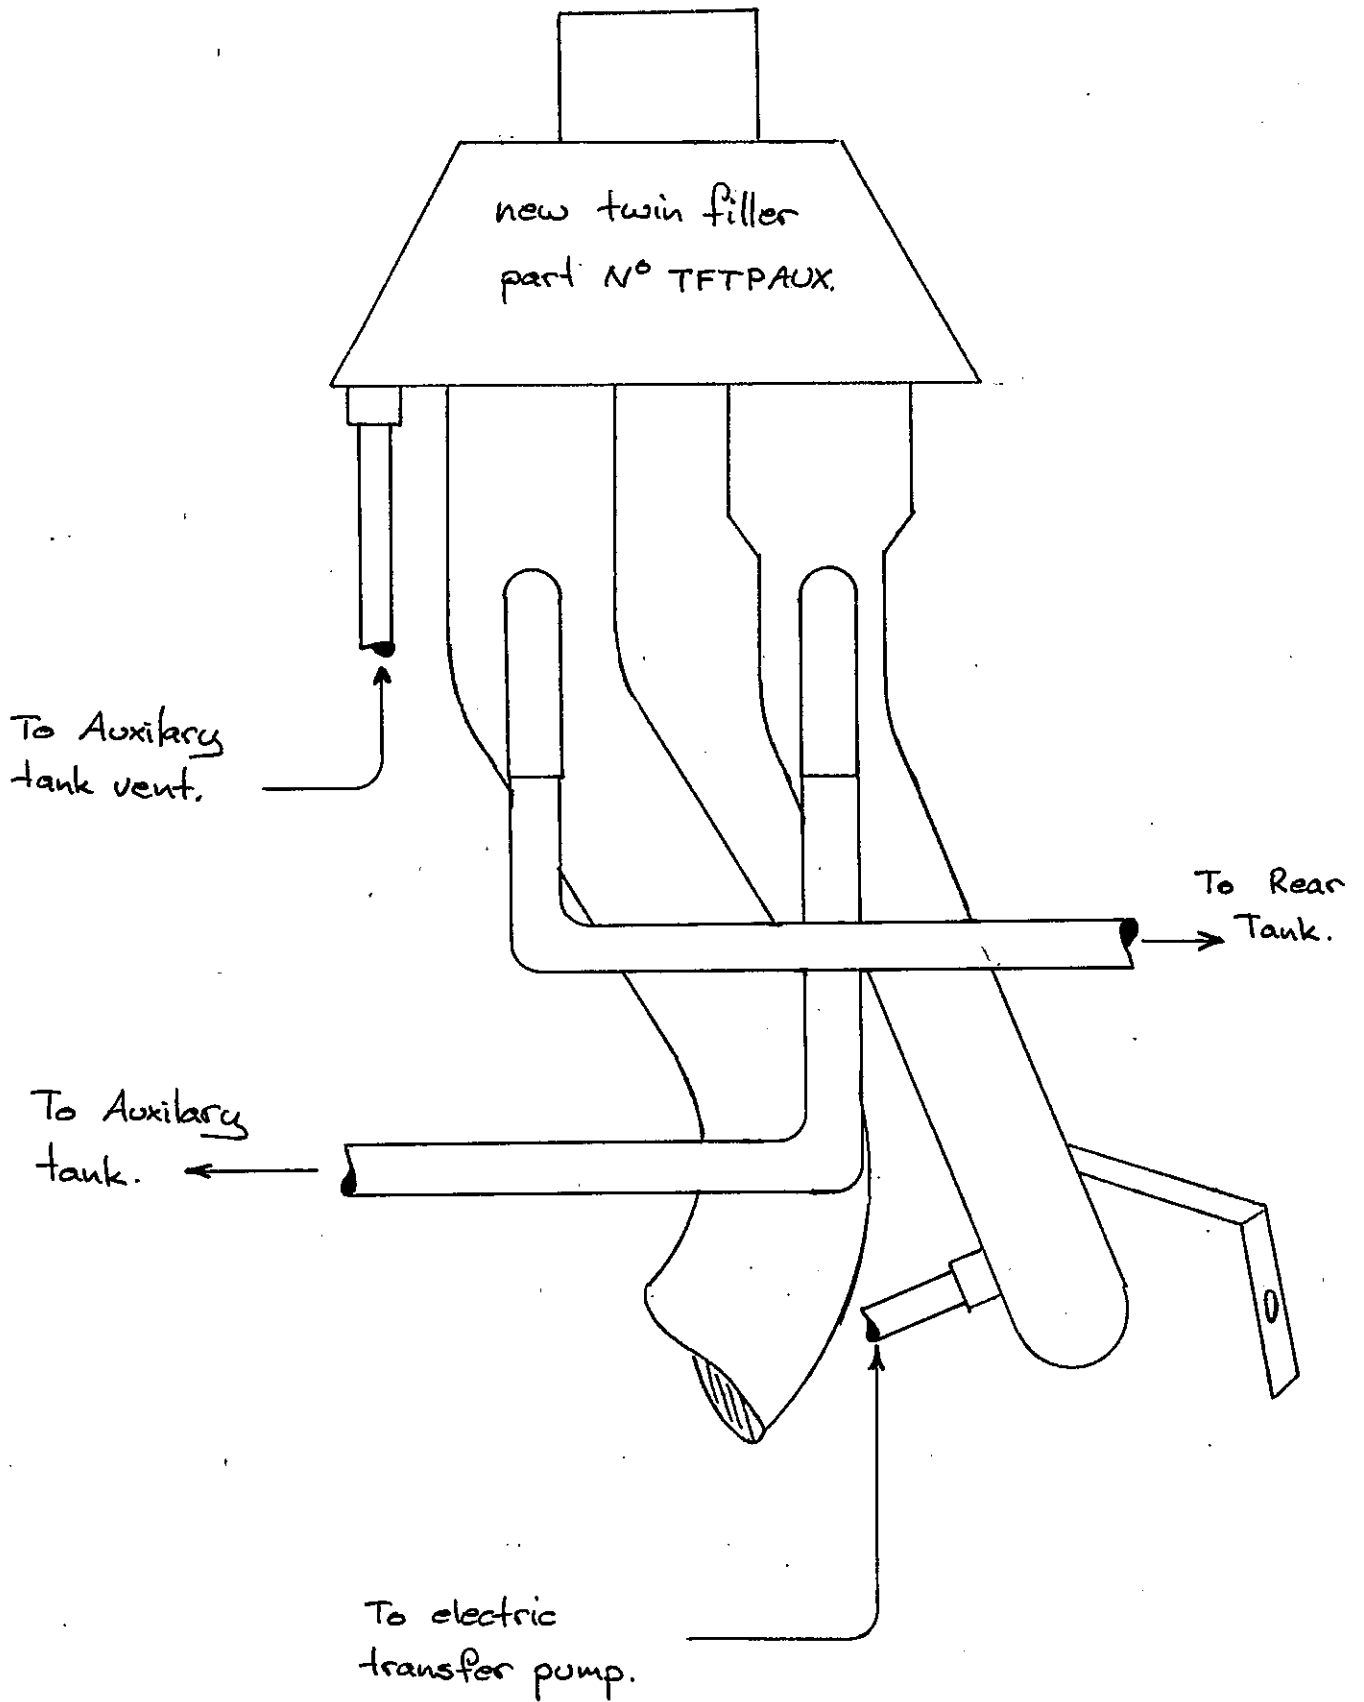 new twin filler
part Nº TFTPAUX.
To Auxilary
tank vent.
To Rear
Tank.
To Auxilary
tank.
To electric
transfer pump.